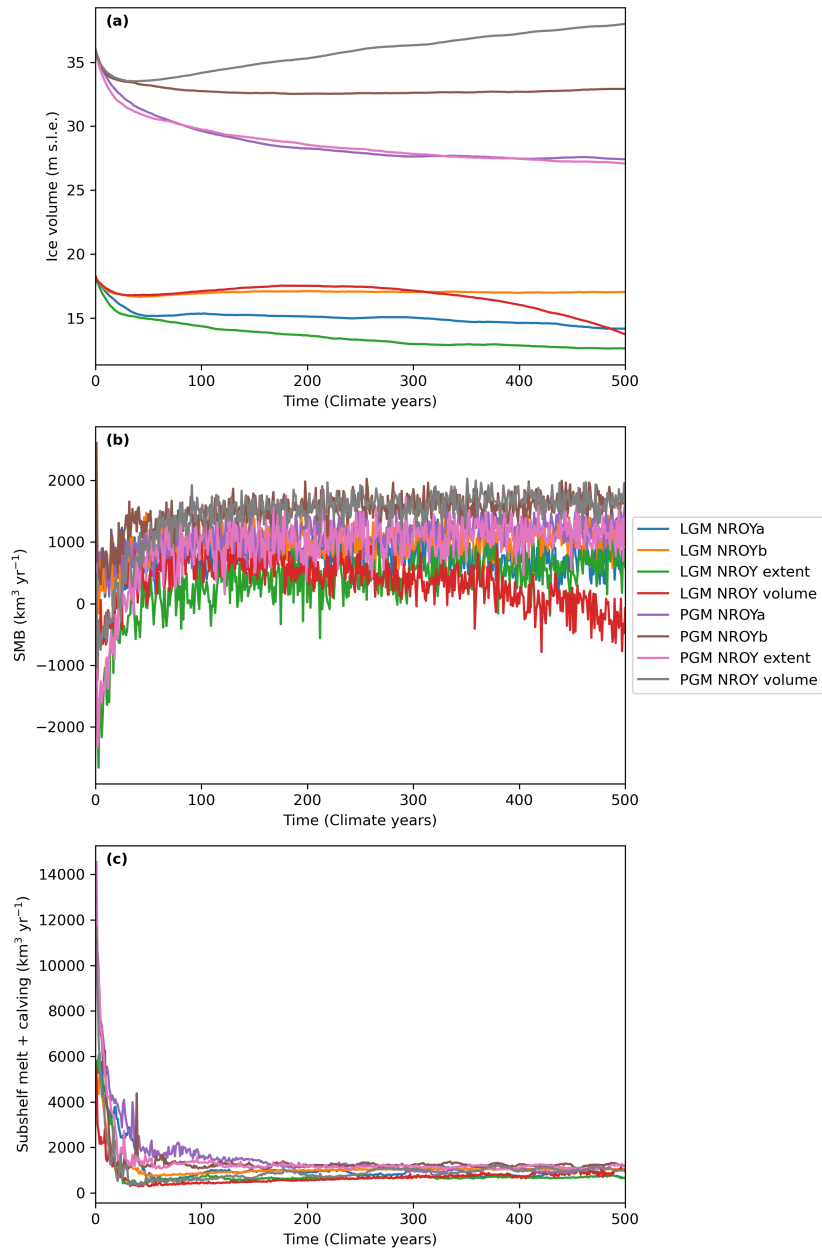 (a)
35
30
25
20
15
Ice volume (m s.l.e.)
0 100 200 300 400 500
Time (Climate years)
(b)
2000
1000
0
−1000
−2000
SMB (km³ yr⁻¹)
0 100 200 300 400 500
Time (Climate years)
LGM NROYa
LGM NROYb
LGM NROY extent
LGM NROY volume
PGM NROYa
PGM NROYb
PGM NROY extent
PGM NROY volume
(c)
14000
12000
10000
8000
6000
4000
2000
0
Subshelf melt + calving (km³ yr⁻¹)
0 100 200 300 400 500
Time (Climate years)